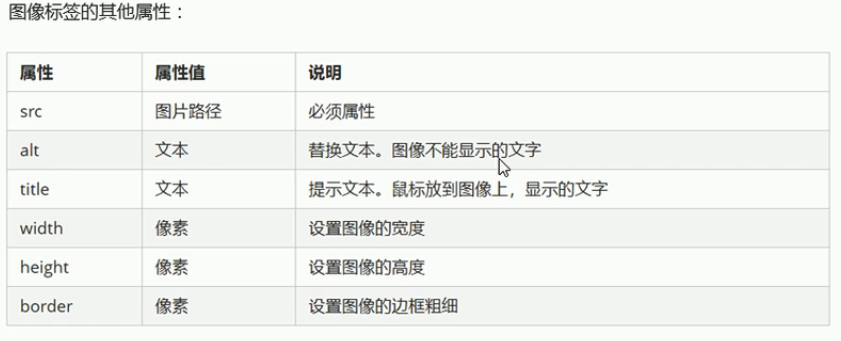 图像标签的其他属性：
属性 属性值 说明
src 图片路径 必须属性
alt 文本 替换文本。图像不能显示的文字
title 文本 提示文本。鼠标放到图像上，显示的文字
width 像素 设置图像的宽度
height 像素 设置图像的高度
border 像素 设置图像的边框粗细